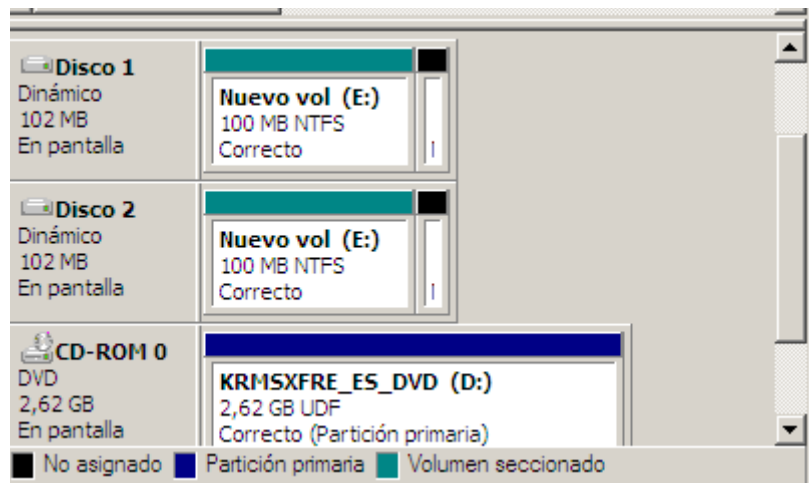 Disco 1
Dinámico
102 MB
En pantalla
Nuevo vol (E:)
100 MB NTFS
Correcto
Disco 2
Dinámico
102 MB
En pantalla
Nuevo vol (E:)
100 MB NTFS
Correcto
CD-ROM 0
DVD
2,62 GB
En pantalla
KRMSXFRE_ES_DVD (D:)
2,62 GB UDF
Correcto (Partición primaria)
No asignado Partición primaria Volumen seccionado